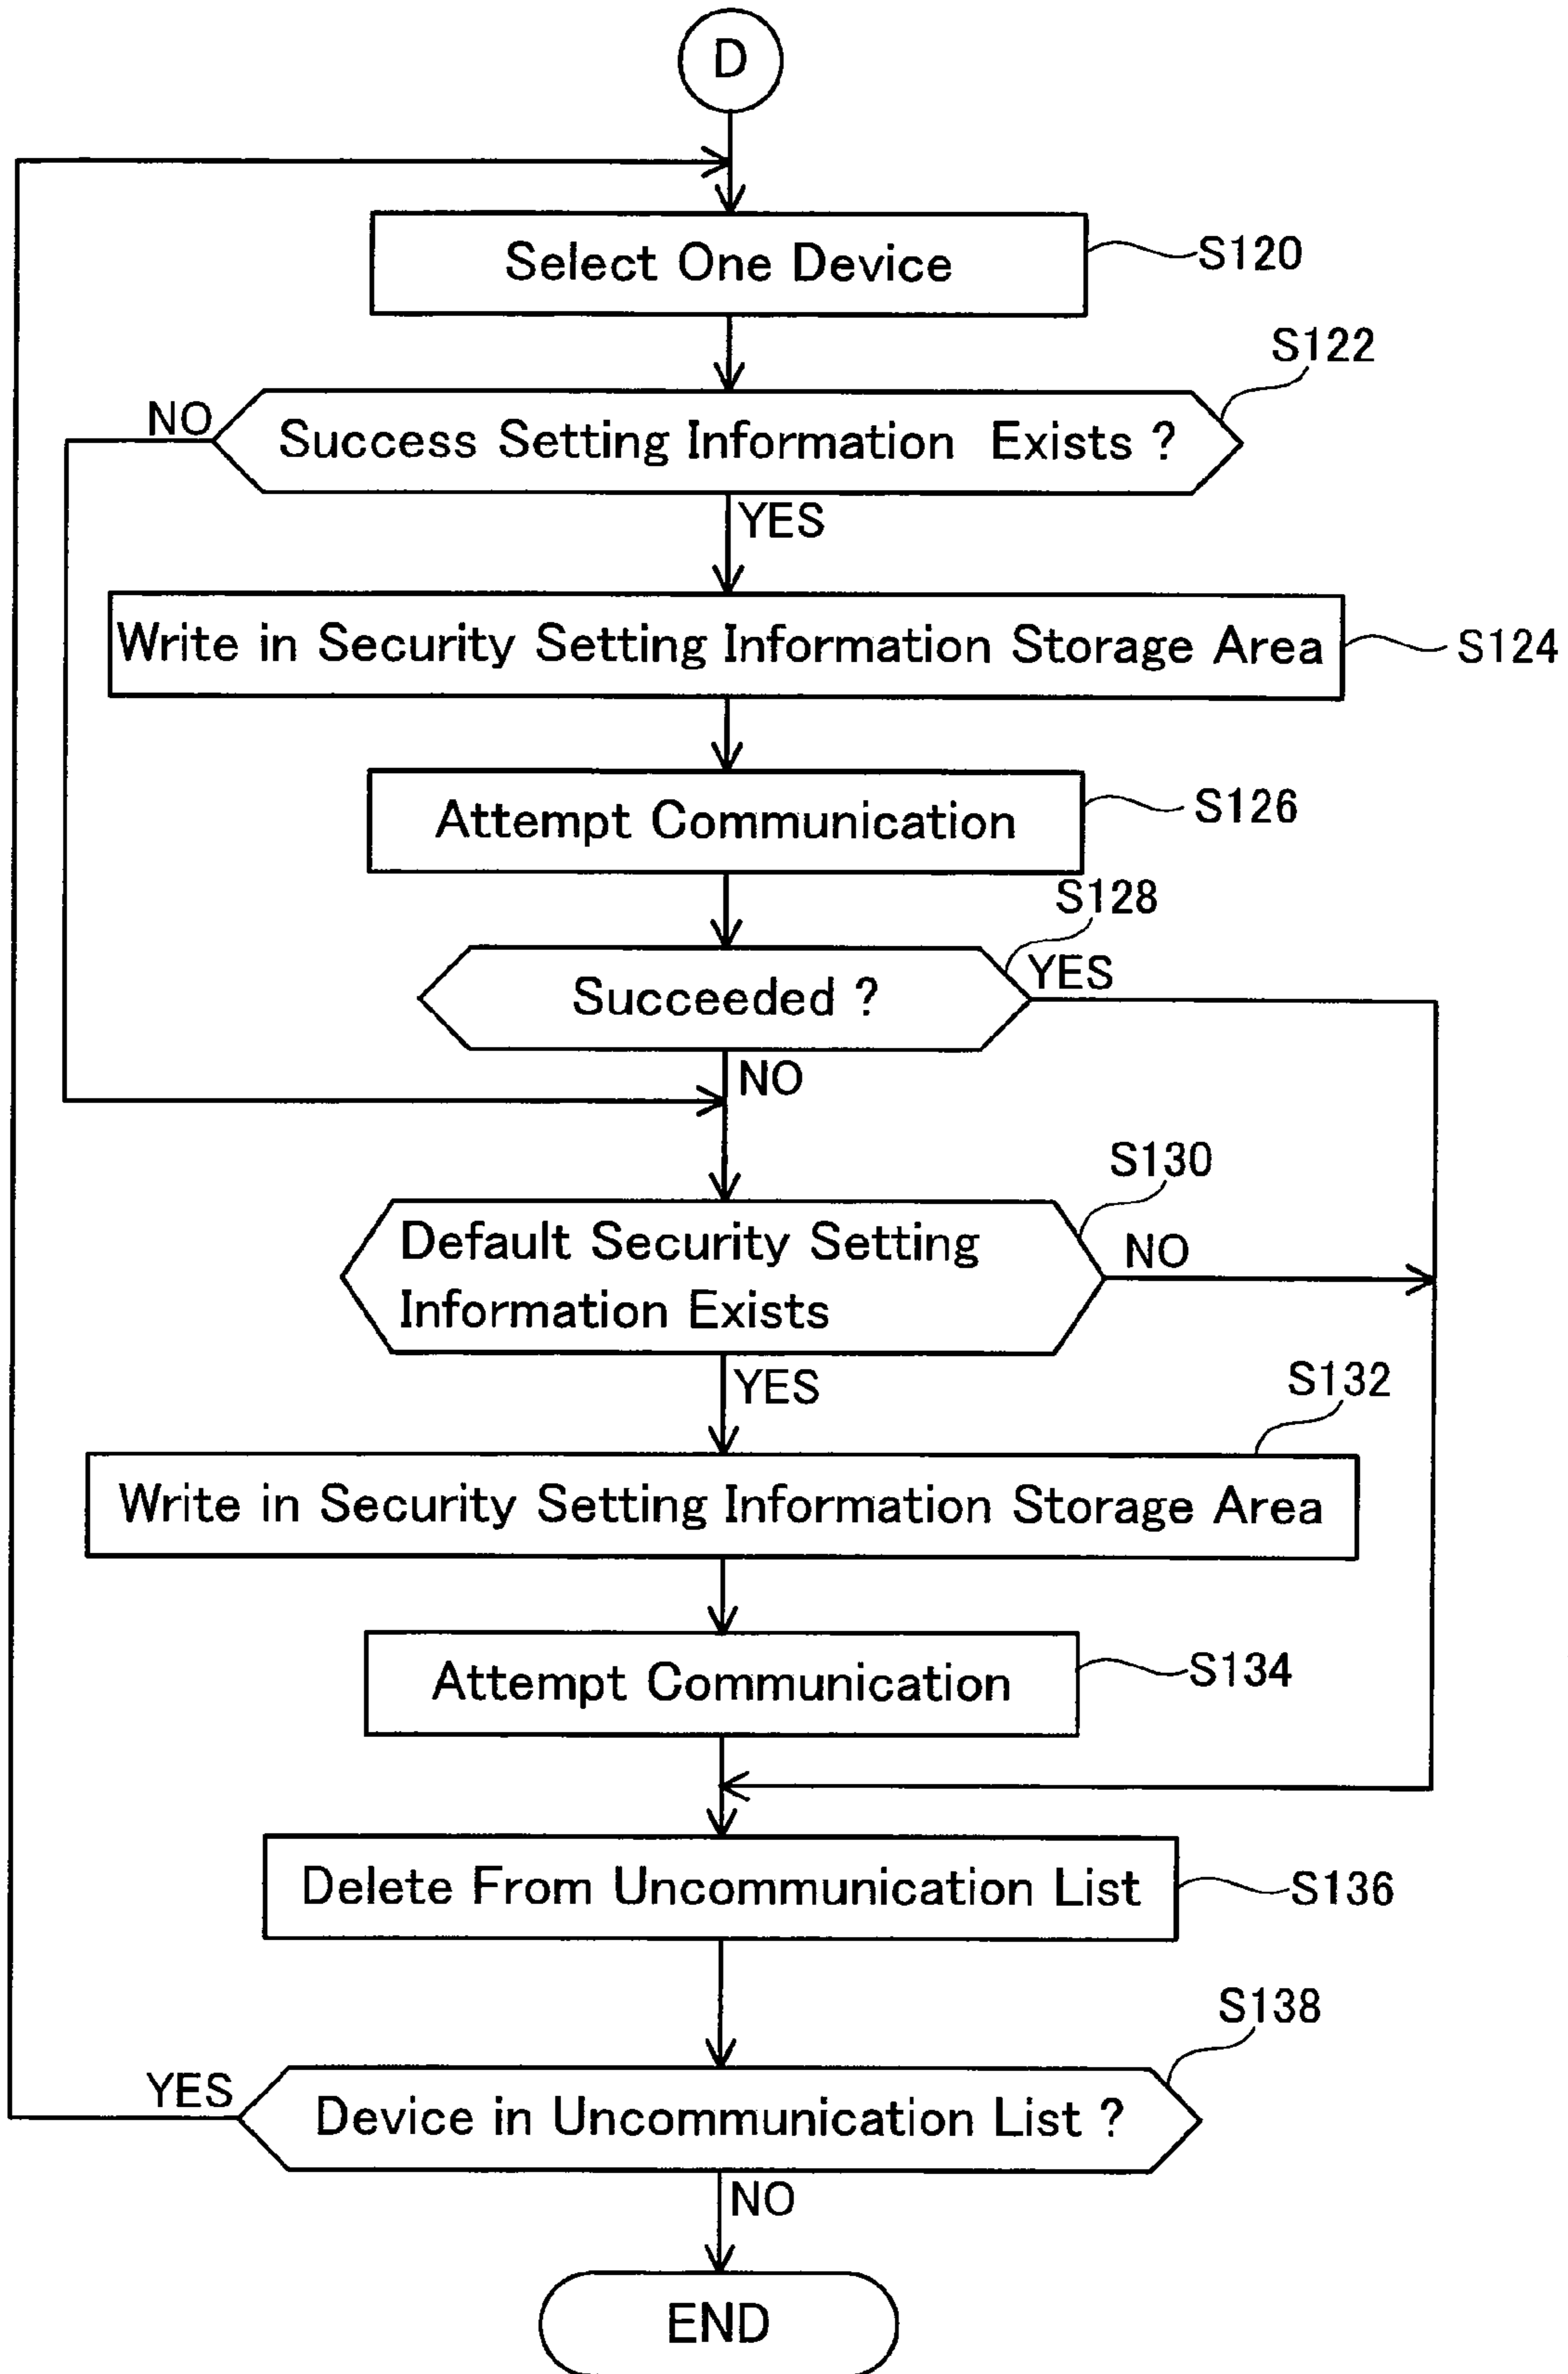 D
Select One Device
S120
S122
NO
Success Setting Information Exists ?
YES
Write in Security Setting Information Storage Area
S124
Attempt Communication
S126
S128
Succeeded ?
YES
NO
S130
Default Security Setting
Information Exists
NO
YES
S132
Write in Security Setting Information Storage Area
Attempt Communication
S134
Delete From Uncommunication List
S136
S138
YES
Device in Uncommunication List ?
NO
END